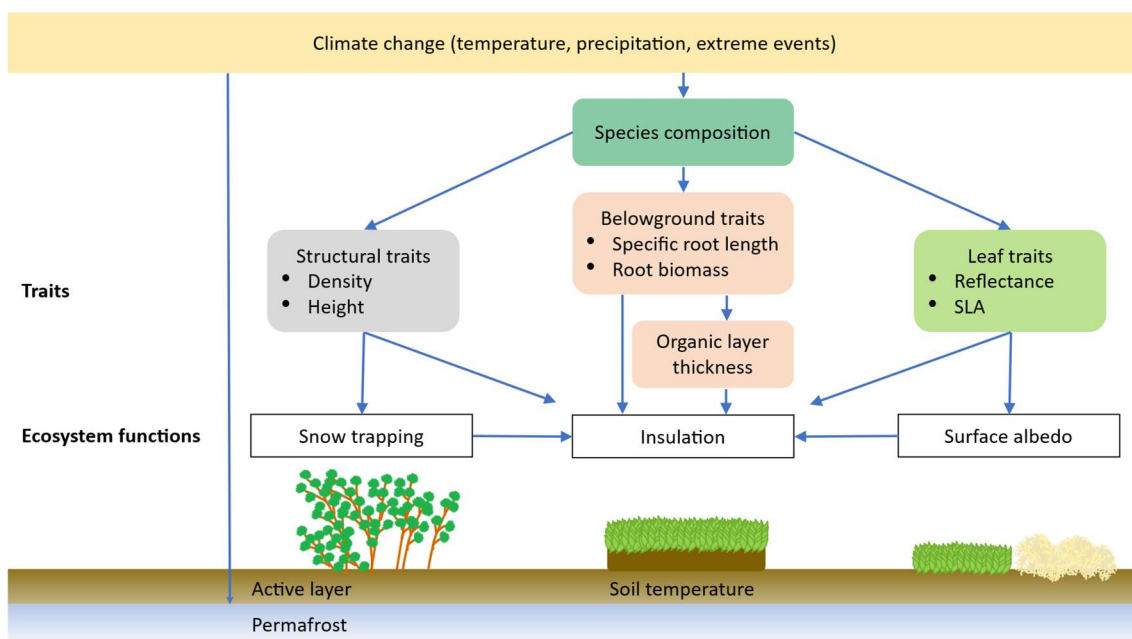 Climate change (temperature, precipitation, extreme events)
Species composition
Belowground traits
• Specific root length
• Root biomass
Structural traits
• Density
• Height
Leaf traits
• Reflectance
• SLA
Traits
Organic layer
thickness
Ecosystem functions
Snow trapping
Insulation
Surface albedo
Active layer
Soil temperature
Permafrost